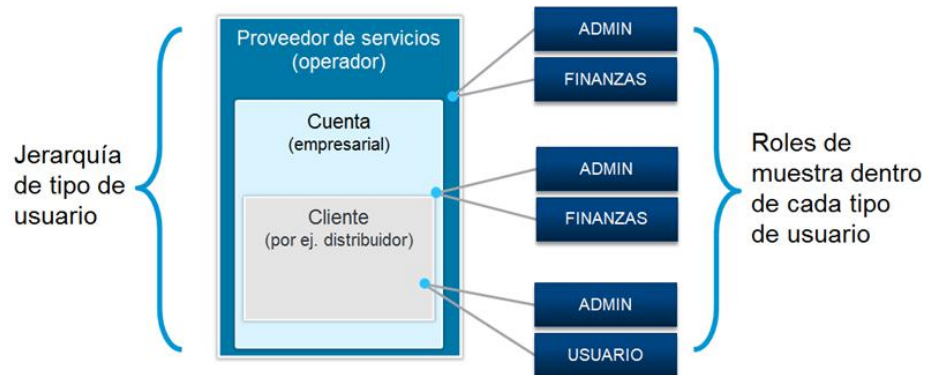 Jerarquía
de tipo de
usuario
Proveedor de servicios
(operador)
Cuenta
(empresarial)
Cliente
(por ej. distribuidor)
ADMIN
FINANZAS
ADMIN
FINANZAS
ADMIN
USUARIO
Roles de
muestra dentro
de cada tipo
de usuario